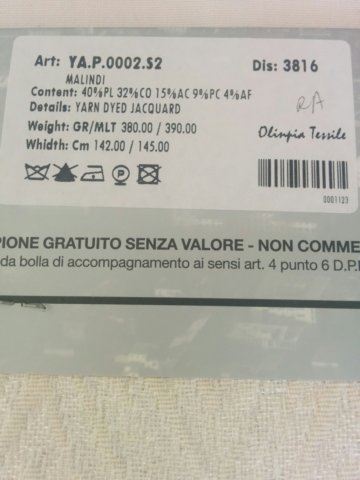 Art: YA.P.0002.S2
Dis: 3816
MALINDI
Content: 40%PL 32%CO 15%AC 9%PC 4%AF
Details: YARN DYED JACQUARD
RA
Weight: GR/MLT 380.00 / 390.00
Olinpia Tessile
Whidth: Cm 142.00 / 145.00
0001123
PIONE GRATUITO SENZA VALORE - NON COMME
da bolla di accompagnamento ai sensi art. 4 punto 6 D.P.